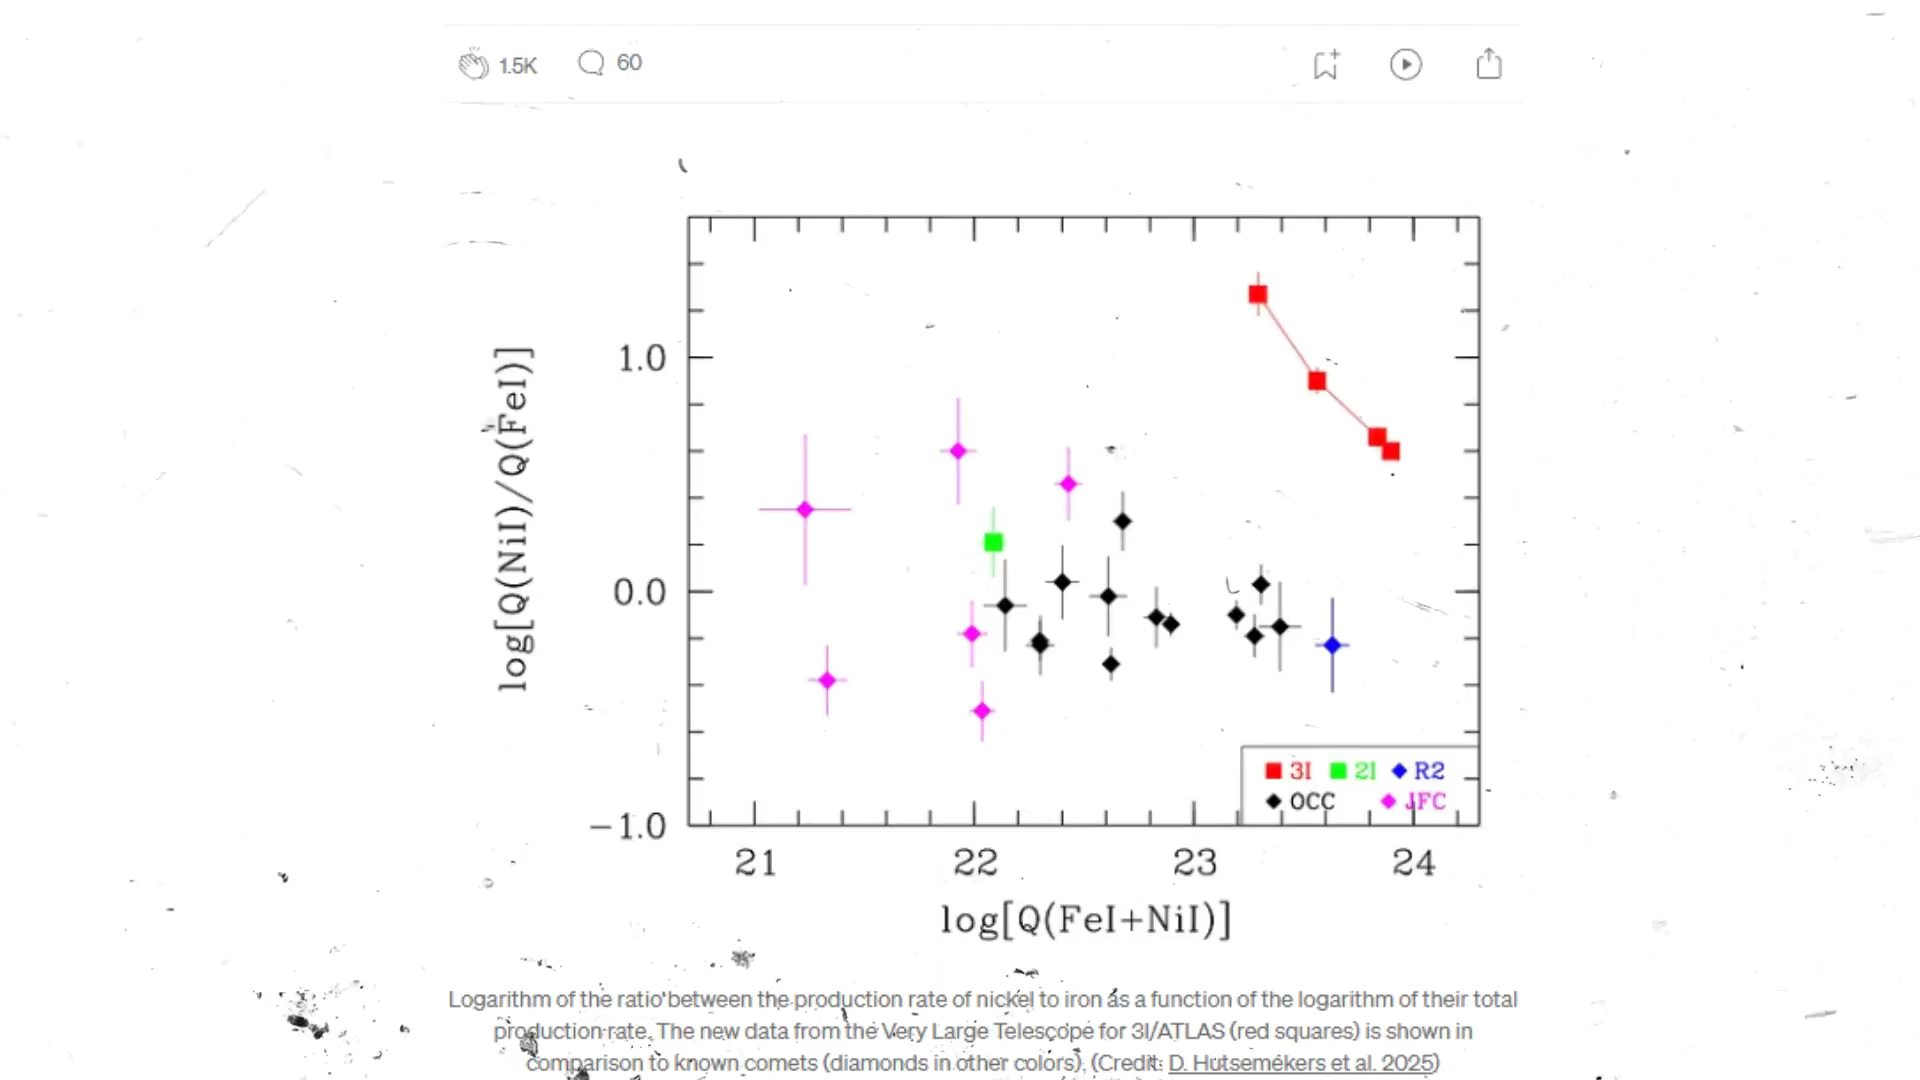 1.5K 60
log[Q(NiI)/Q(FeI)]
1.0
0.0
−1.0
3I 2I R2
OCC JFC
21 22 23 24
log[Q(FeI+NiI)]
Logarithm of the ratio between the production rate of nickel to iron as a function of the logarithm of their total
production rate. The new data from the Very Large Telescope for 3I/ATLAS (red squares) is shown in
comparison to known comets (diamonds in other colors). (Credit: D. Hutsemékers et al. 2025)